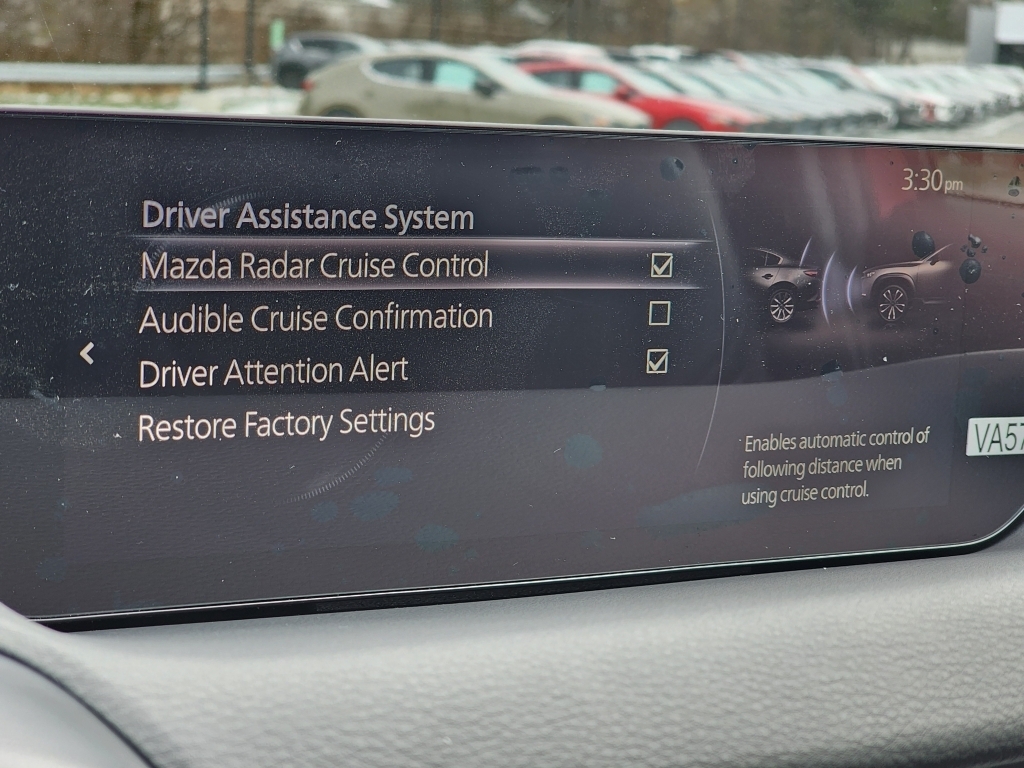 3:30pm
Driver Assistance System
Mazda Radar Cruise Control
Audible Cruise Confirmation
Driver Attention Alert
Restore Factory Settings
Enables automatic control of
following distance when
using cruise control.
VA57